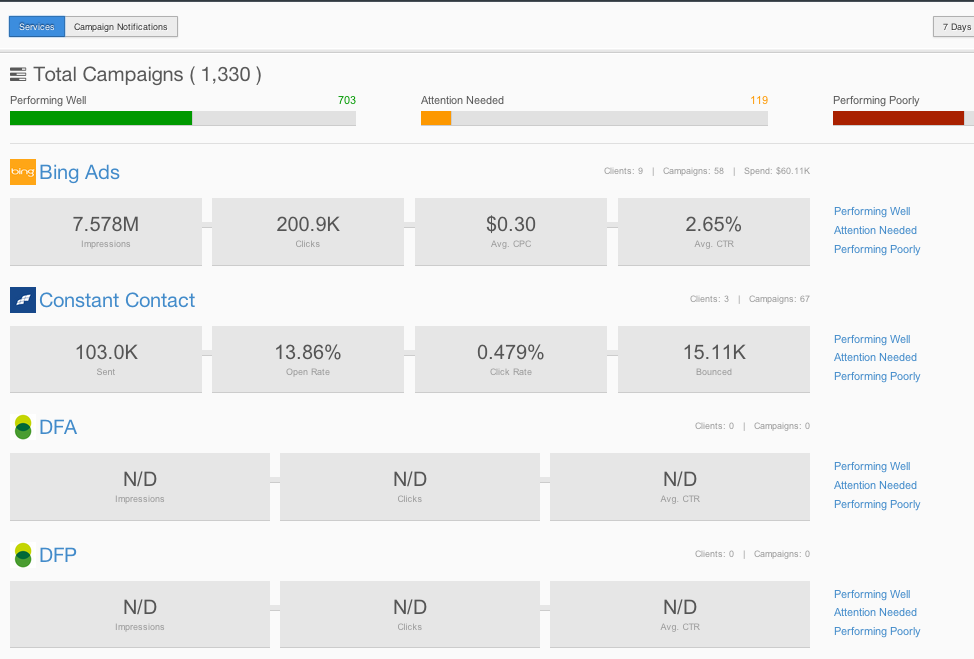 Services Campaign Notifications 7 Days
Total Campaigns ( 1,330 )
Performing Well 703 Attention Needed 119 Performing Poorly
bing Bing Ads Clients: 9 | Campaigns: 58 | Spend: $60.11K
7.578M 200.9K $0.30 2.65%
Impressions Clicks Avg. CPC Avg. CTR
Performing Well
Attention Needed
Performing Poorly
Constant Contact Clients: 3 | Campaigns: 67
103.0K 13.86% 0.479% 15.11K
Sent Open Rate Click Rate Bounced
Performing Well
Attention Needed
Performing Poorly
DFA Clients: 0 | Campaigns: 0
N/D N/D N/D
Impressions Clicks Avg. CTR
Performing Well
Attention Needed
Performing Poorly
DFP Clients: 0 | Campaigns: 0
N/D N/D N/D
Impressions Clicks Avg. CTR
Performing Well
Attention Needed
Performing Poorly